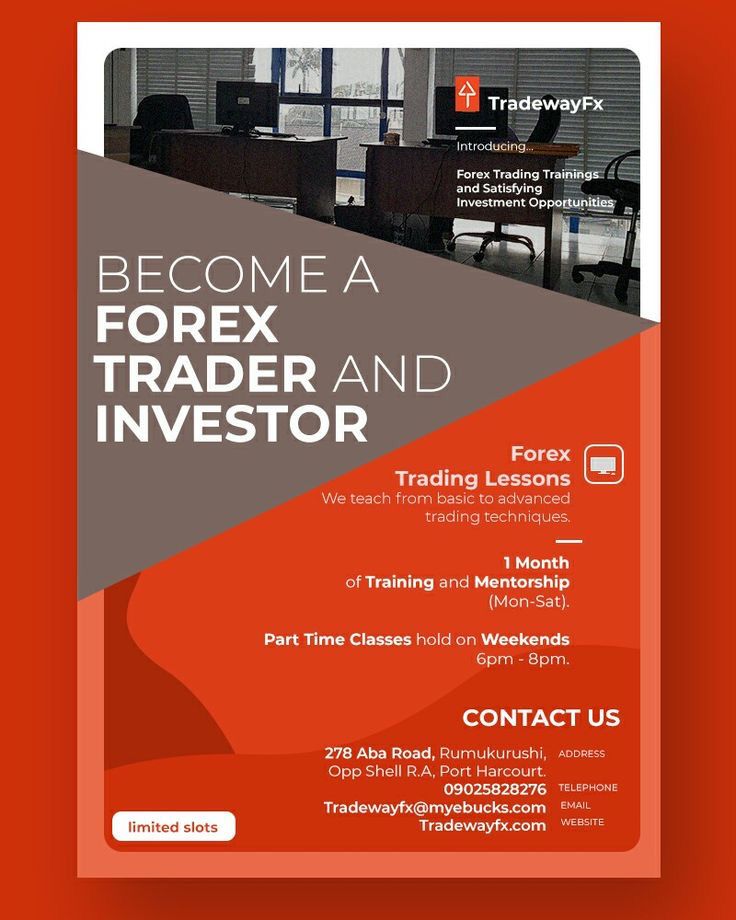 TradewayFx
Introducing...
Forex Trading Trainings
and Satisfying
Investment Opportunities
BECOME A
FOREX
TRADER AND
INVESTOR
Forex
Trading Lessons
We teach from basic to advanced
trading techniques.
1 Month
of Training and Mentorship
(Mon-Sat).
Part Time Classes hold on Weekends
6pm - 8pm.
CONTACT US
278 Aba Road, Rumukurushi, ADDRESS
Opp Shell R.A, Port Harcourt.
09025828276 TELEPHONE
Tradewayfx@myebucks.com EMAIL
Tradewayfx.com WEBSITE
limited slots